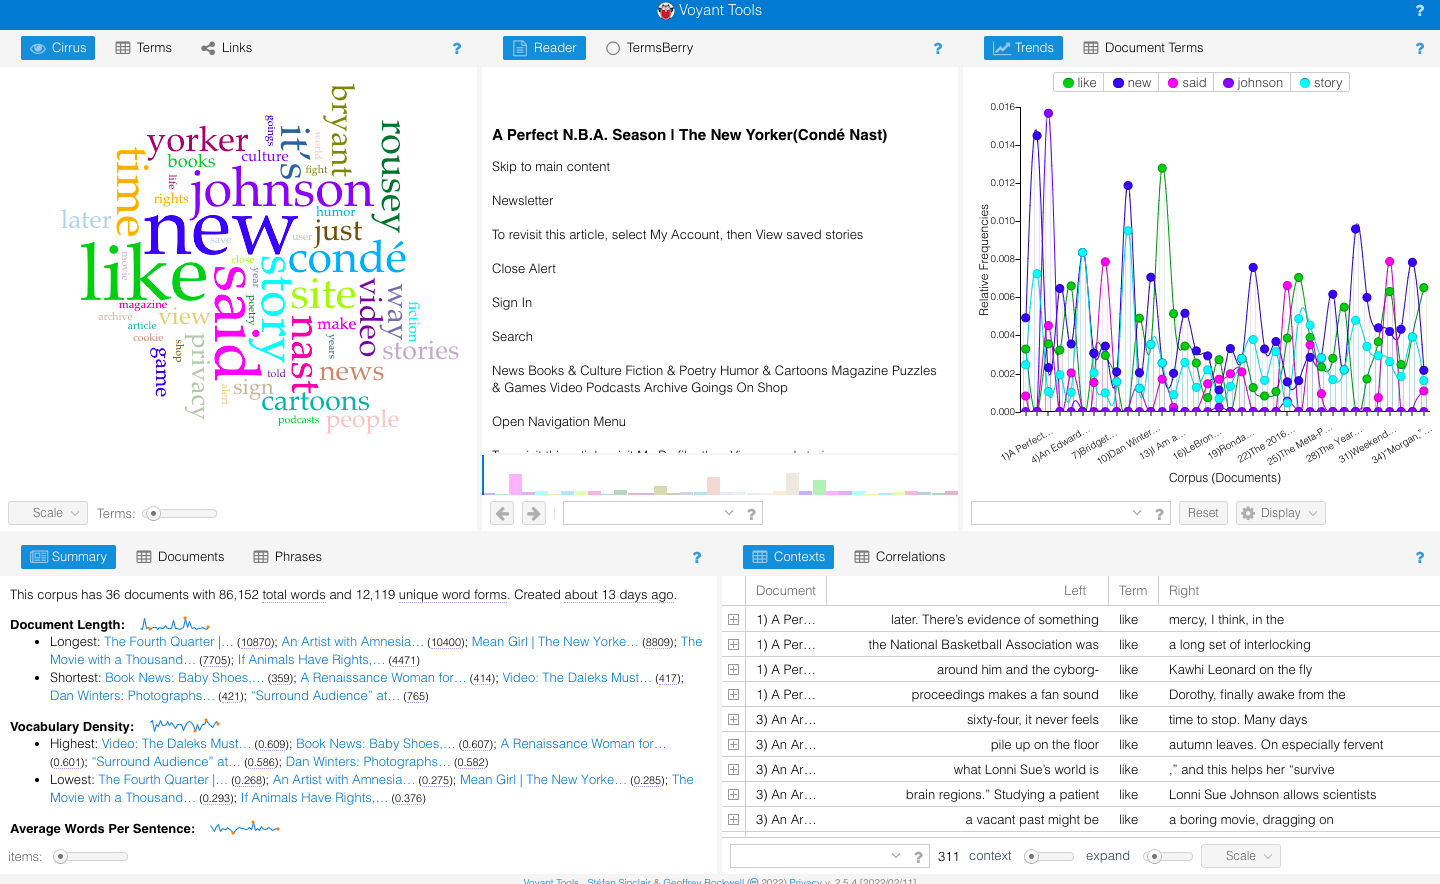 Voyant Tools
?
Cirrus Terms Links ?
Reader TermsBerry ?
Trends Document Terms ?
goings
bryant
yorker
it's
world
rousey
books
culture
fight
time
life
rights
johnson
later
humor
new
user
just
save
like
movie
close
story
condé
said
year
poetry
site
video
way
fiction
magazine
archive
view
article
cookie
nast
make
years
stories
game
shop
privacy
told
news
sign
alert
cartoons
podcasts
people
Scale Terms:
A Perfect N.B.A. Season | The New Yorker(Condé Nast)
Skip to main content
Newsletter
To revisit this article, select My Account, then View saved stories
Close Alert
Sign In
Search
News Books & Culture Fiction & Poetry Humor & Cartoons Magazine Puzzles
& Games Video Podcasts Archive Goings On Shop
Open Navigation Menu
?
like new said johnson story
0.016
0.014
0.012
0.010
0.008
0.006
0.004
0.002
0.000
Relative Frequencies
1)A Perfect… 4)An Edward… 7)Bridget… 10)Dan Winter… 13)I Am a… 16)LeBron… 19)Ronda… 22)The 2016… 25)The Meta-P… 28)The Year… 31)Weekend… 34)“Morgan,”…
Corpus (Documents)
? Reset Display
Summary Documents Phrases ?
This corpus has 36 documents with 86,152 total words and 12,119 unique word forms. Created about 13 days ago.
Document Length:
Longest: The Fourth Quarter |… (10870); An Artist with Amnesia… (10400); Mean Girl | The New Yorke… (8809); The
Movie with a Thousand… (7705); If Animals Have Rights,… (4471)
Shortest: Book News: Baby Shoes,… (359); A Renaissance Woman for… (414); Video: The Daleks Must… (417);
Dan Winters: Photographs… (421); “Surround Audience” at… (765)
Vocabulary Density:
Highest: Video: The Daleks Must… (0.609); Book News: Baby Shoes,… (0.607); A Renaissance Woman for…
(0.601); “Surround Audience” at… (0.586); Dan Winters: Photographs… (0.582)
Lowest: The Fourth Quarter |… (0.268); An Artist with Amnesia… (0.275); Mean Girl | The New Yorke… (0.285); The
Movie with a Thousand… (0.293); If Animals Have Rights,… (0.376)
Average Words Per Sentence:
items:
Contexts Correlations ?
Document Left Term Right
1) A Per… later. There’s evidence of something like mercy, I think, in the
1) A Per… the National Basketball Association was like a long set of interlocking
1) A Per… around him and the cyborg- like Kawhi Leonard on the fly
1) A Per… proceedings makes a fan sound like Dorothy, finally awake from the
3) An Ar… sixty-four, it never feels like time to stop. Many days
3) An Ar… pile up on the floor like autumn leaves. On especially fervent
3) An Ar… what Lonni Sue’s world is like ,” and this helps her “survive
3) An Ar… brain regions.” Studying a patient like Lonni Sue Johnson allows scientists
3) An Ar… a vacant past might be like a boring movie, dragging on
? 311 context expand Scale
Voyant Tools , Stéfan Sinclair & Geoffrey Rockwell (© 2022) Privacy v. 2.5.4 [2022/02/11]